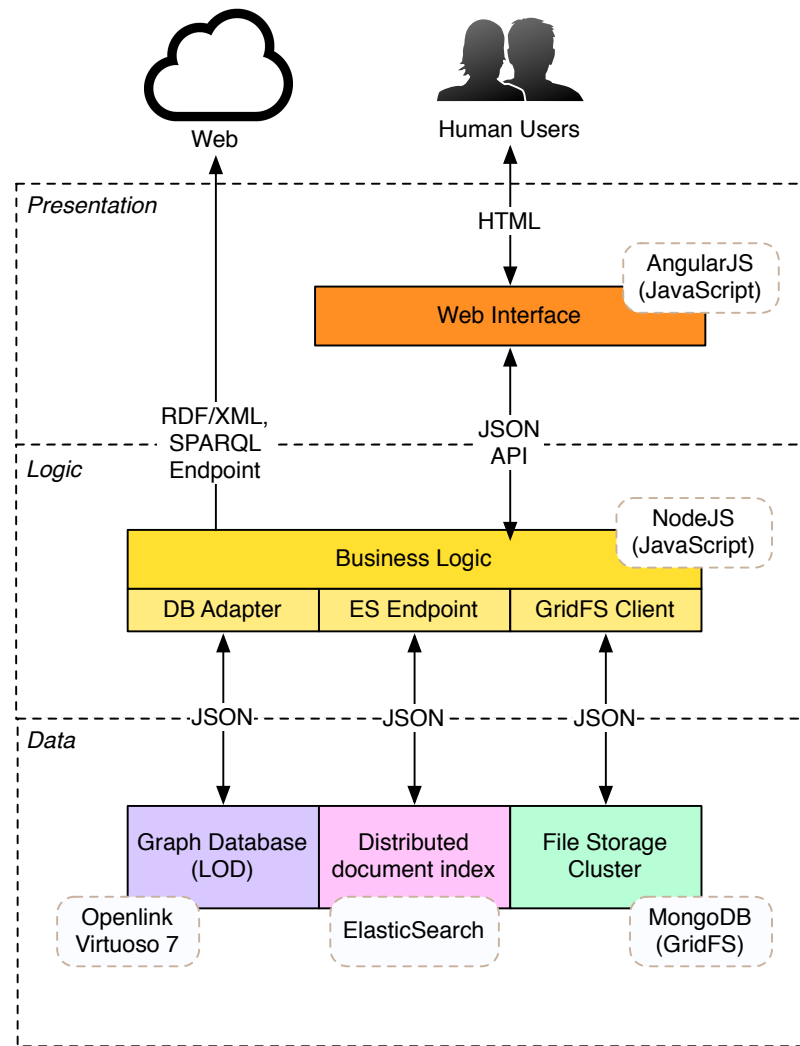 Web
Human Users
Presentation
HTML
AngularJS
(JavaScript)
Web Interface
RDF/XML,
SPARQL
Endpoint
JSON
API
Logic
NodeJS
(JavaScript)
Business Logic
DB Adapter
ES Endpoint
GridFS Client
JSON
JSON
JSON
Data
Graph Database
(LOD)
Distributed
document index
File Storage
Cluster
Openlink
Virtuoso 7
ElasticSearch
MongoDB
(GridFS)